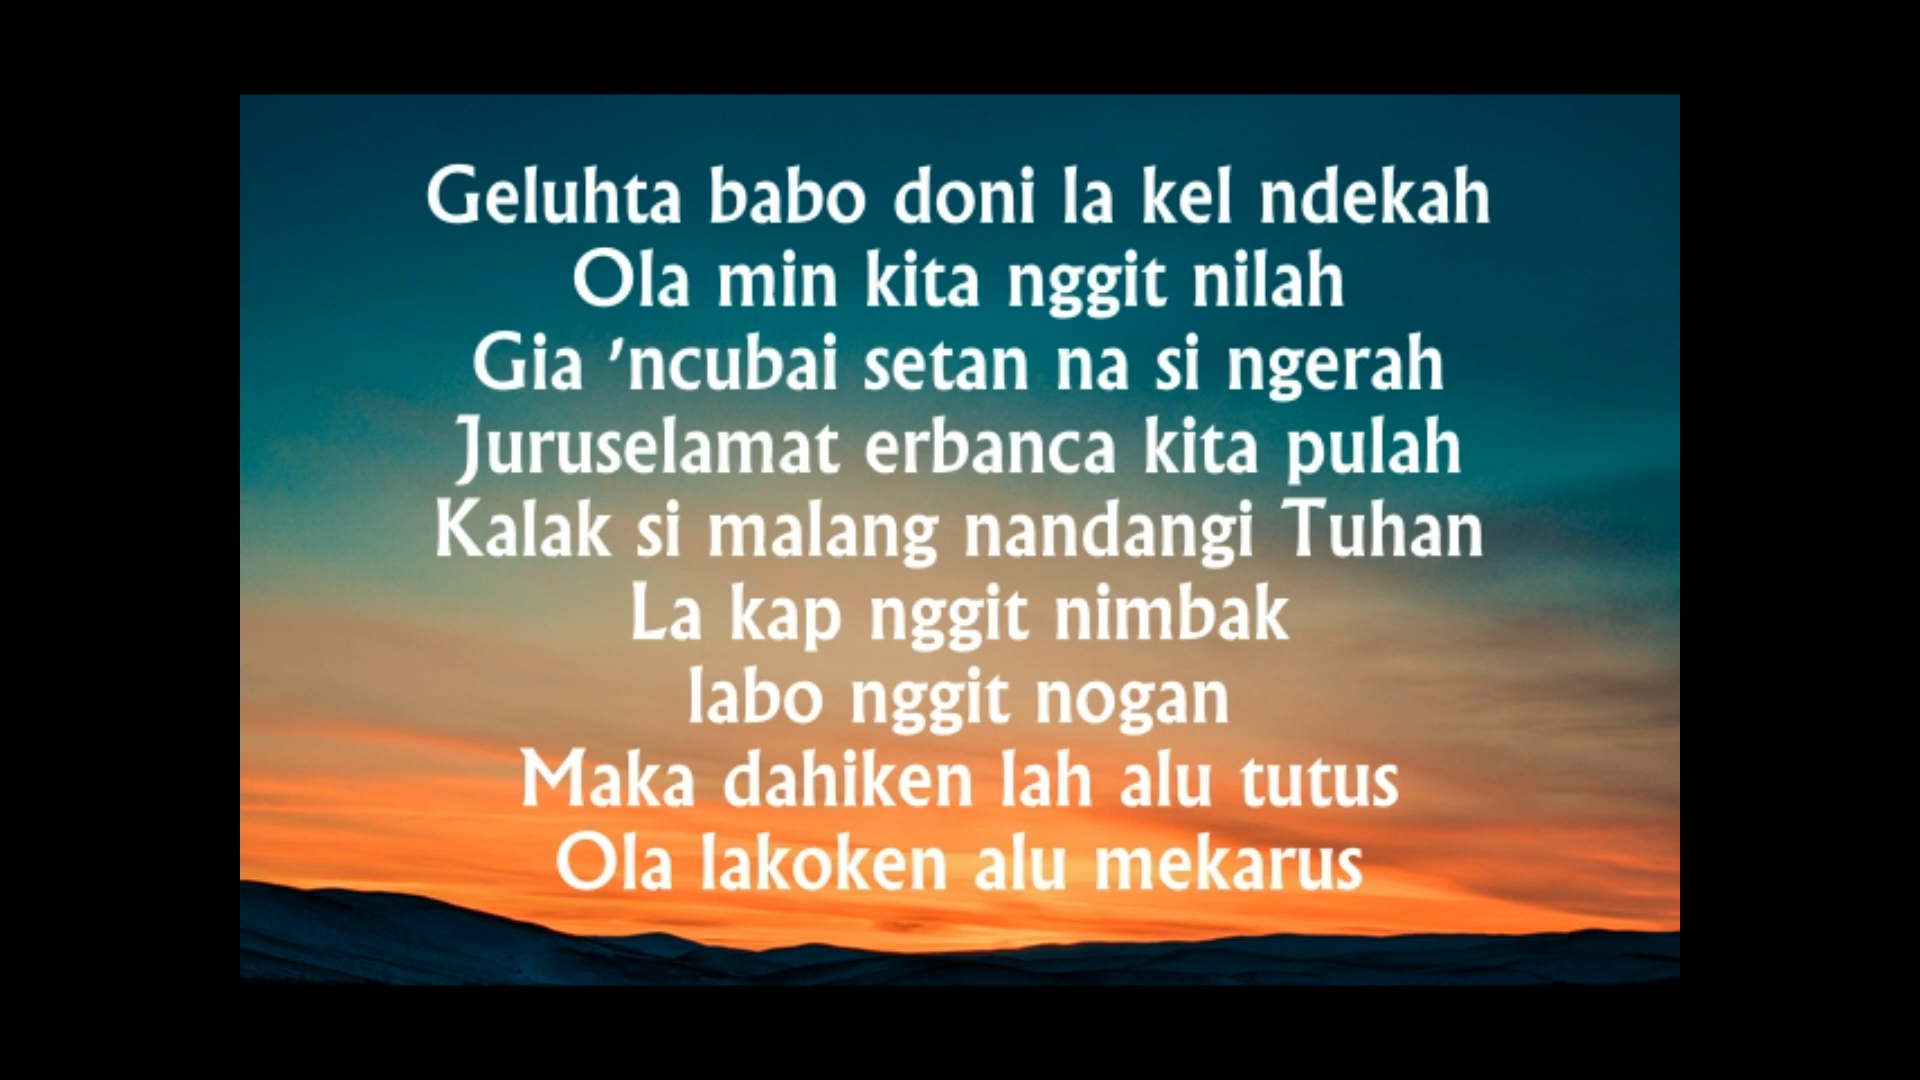 Geluhta babo doni la kel ndekah
Ola min kita nggit nilah
Gia ’ncubai setan na si ngerah
Juruselamat erbanca kita pulah
Kalak si malang nandangi Tuhan
La kap nggit nimbak
labo nggit nogan
Maka dahiken lah alu tutus
Ola lakoken alu mekarus